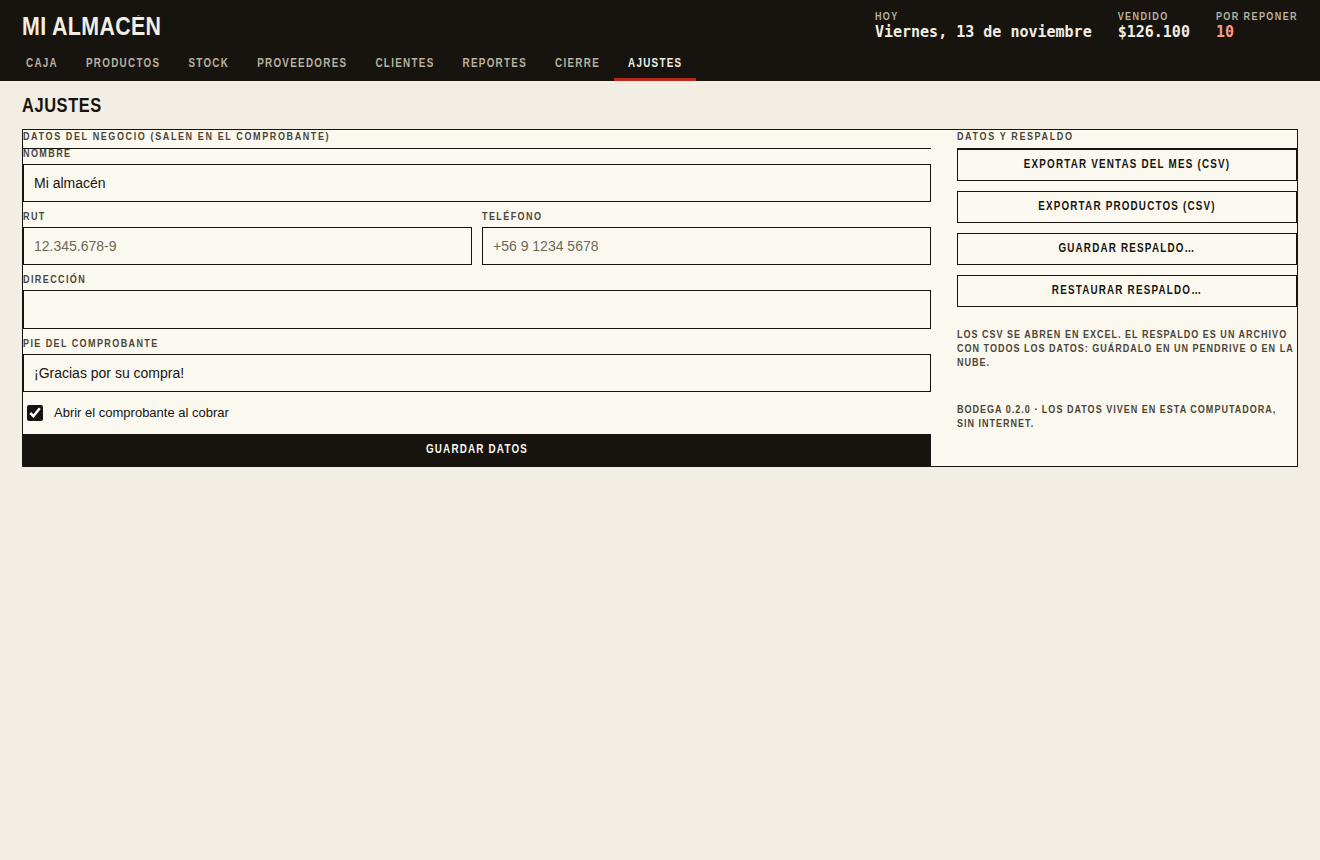 MI ALMACÉN
HOY
Viernes, 13 de noviembre
VENDIDO
$126.100
POR REPONER
10
CAJA PRODUCTOS STOCK PROVEEDORES CLIENTES REPORTES CIERRE AJUSTES
AJUSTES
DATOS DEL NEGOCIO (SALEN EN EL COMPROBANTE)
NOMBRE
Mi almacén
RUT
12.345.678-9
TELÉFONO
+56 9 1234 5678
DIRECCIÓN
PIE DEL COMPROBANTE
¡Gracias por su compra!
Abrir el comprobante al cobrar
GUARDAR DATOS
DATOS Y RESPALDO
EXPORTAR VENTAS DEL MES (CSV)
EXPORTAR PRODUCTOS (CSV)
GUARDAR RESPALDO…
RESTAURAR RESPALDO…
LOS CSV SE ABREN EN EXCEL. EL RESPALDO ES UN ARCHIVO
CON TODOS LOS DATOS: GUÁRDALO EN UN PENDRIVE O EN LA
NUBE.
BODEGA 0.2.0 · LOS DATOS VIVEN EN ESTA COMPUTADORA,
SIN INTERNET.